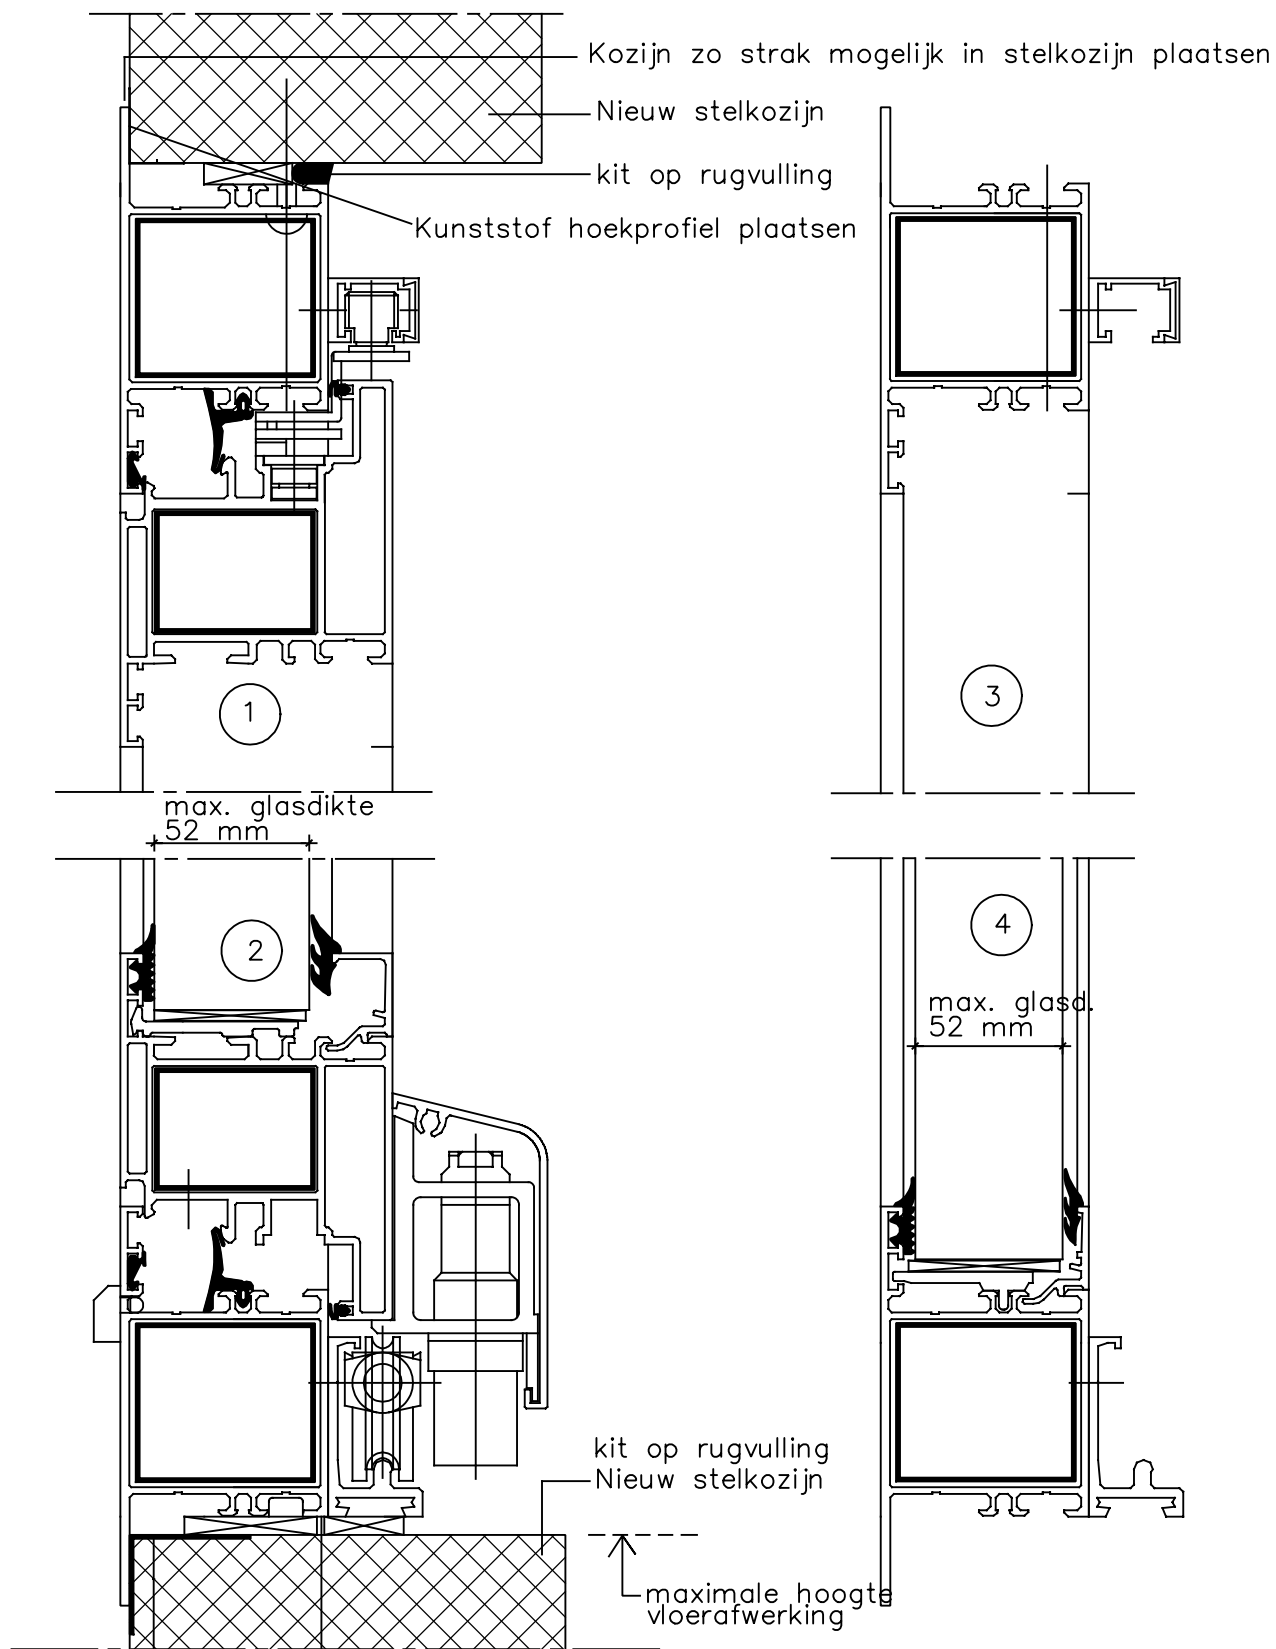 Kozijn zo strak mogelijk in stelkozijn plaatsen
Nieuw stelkozijn
kit op rugvulling
Kunststof hoekprofiel plaatsen
1
3
max. glasdikte
52 mm
2
4
max. glasd.
52 mm
kit op rugvulling
Nieuw stelkozijn
maximale hoogte
vloerafwerking